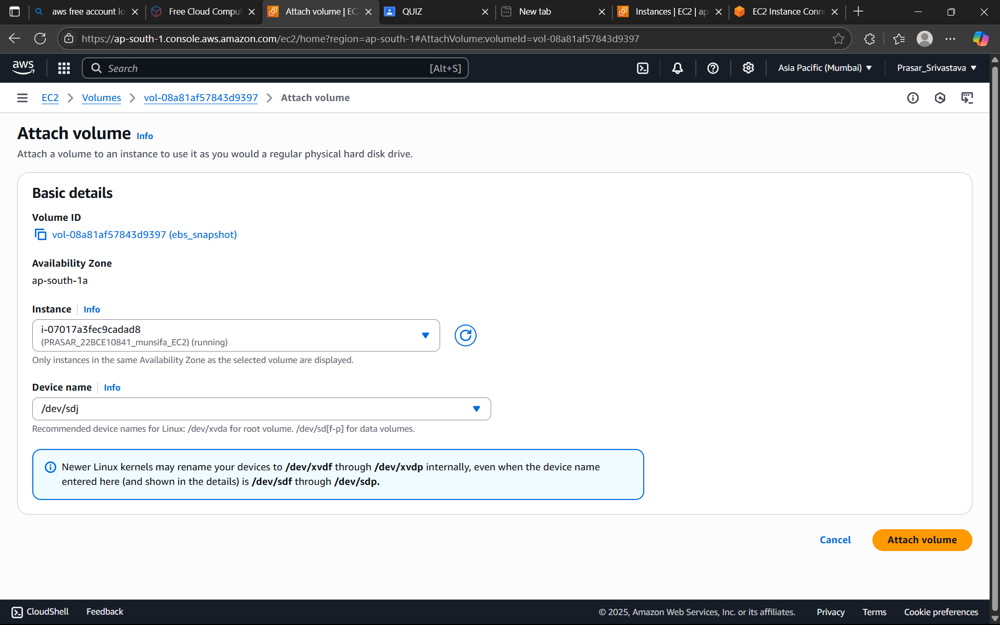 aws free account lo
Free Cloud Comput
Attach volume | EC
QUIZ
New tab
Instances | EC2 | ap
EC2 Instance Conn
https://ap-south-1.console.aws.amazon.com/ec2/home?region=ap-south-1#AttachVolume:volumeId=vol-08a81af57843d9397
aws
Search
[Alt+S]
Asia Pacific (Mumbai)
Prasar_Srivastava
EC2 > Volumes > vol-08a81af57843d9397 > Attach volume
Attach volume Info
Attach a volume to an instance to use it as you would a regular physical hard disk drive.
Basic details
Volume ID
vol-08a81af57843d9397 (ebs_snapshot)
Availability Zone
ap-south-1a
Instance Info
i-07017a3fec9cadad8
(PRASAR_22BCE10841_munsifa_EC2) (running)
Only instances in the same Availability Zone as the selected volume are displayed.
Device name Info
/dev/sdj
Recommended device names for Linux: /dev/xvda for root volume. /dev/sd[f-p] for data volumes.
Newer Linux kernels may rename your devices to /dev/xvdf through /dev/xvdp internally, even when the device name
entered here (and shown in the details) is /dev/sdf through /dev/sdp.
Cancel
Attach volume
CloudShell
Feedback
© 2025, Amazon Web Services, Inc. or its affiliates.
Privacy
Terms
Cookie preferences